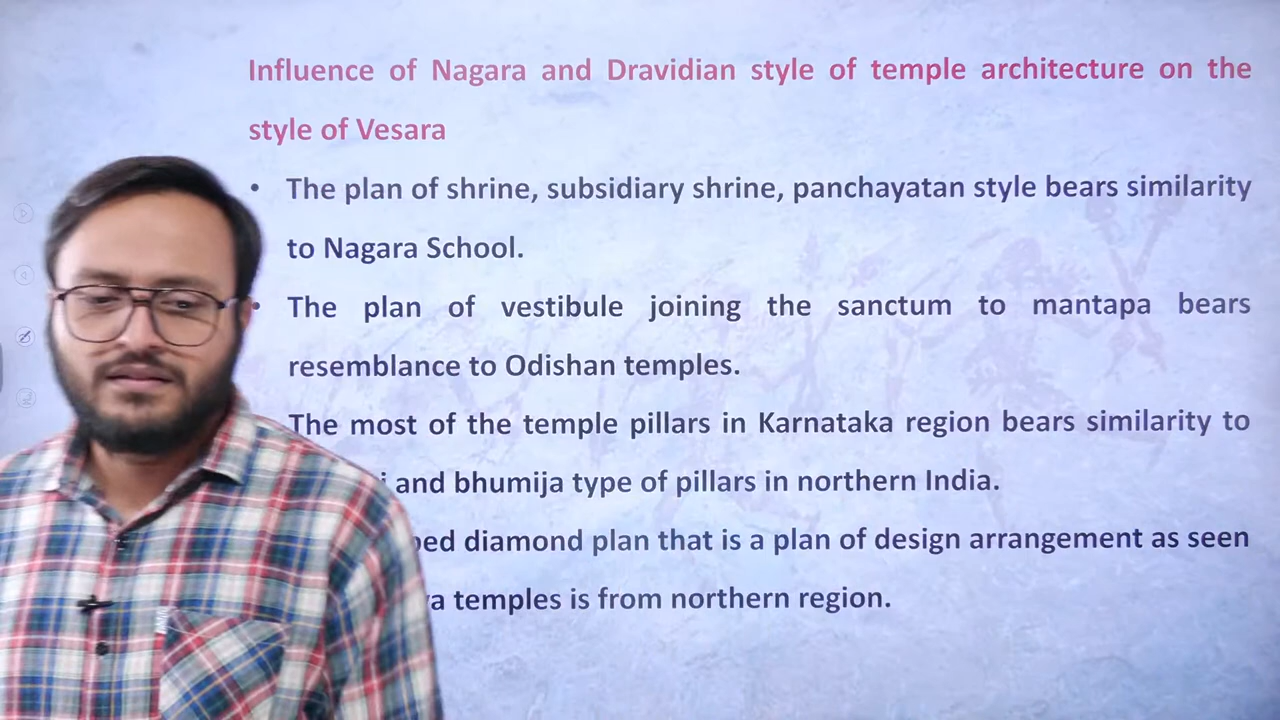 Influence of Nagara and Dravidian style of temple architecture on the
style of Vesara
• The plan of shrine, subsidiary shrine, panchayatan style bears similarity
to Nagara School.
• The plan of vestibule joining the sanctum to mantapa bears
resemblance to Odishan temples.
The most of the temple pillars in Karnataka region bears similarity to
and bhumija type of pillars in northern India.
diamond plan that is a plan of design arrangement as seen
temples is from northern region.